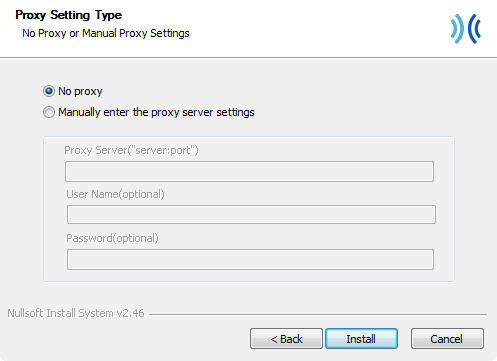 Proxy Setting Type
No Proxy or Manual Proxy Settings
No proxy
Manually enter the proxy server settings
Proxy Server("server:port")
User Name(optional)
Password(optional)
Nullsoft Install System v2.46
< Back Install Cancel